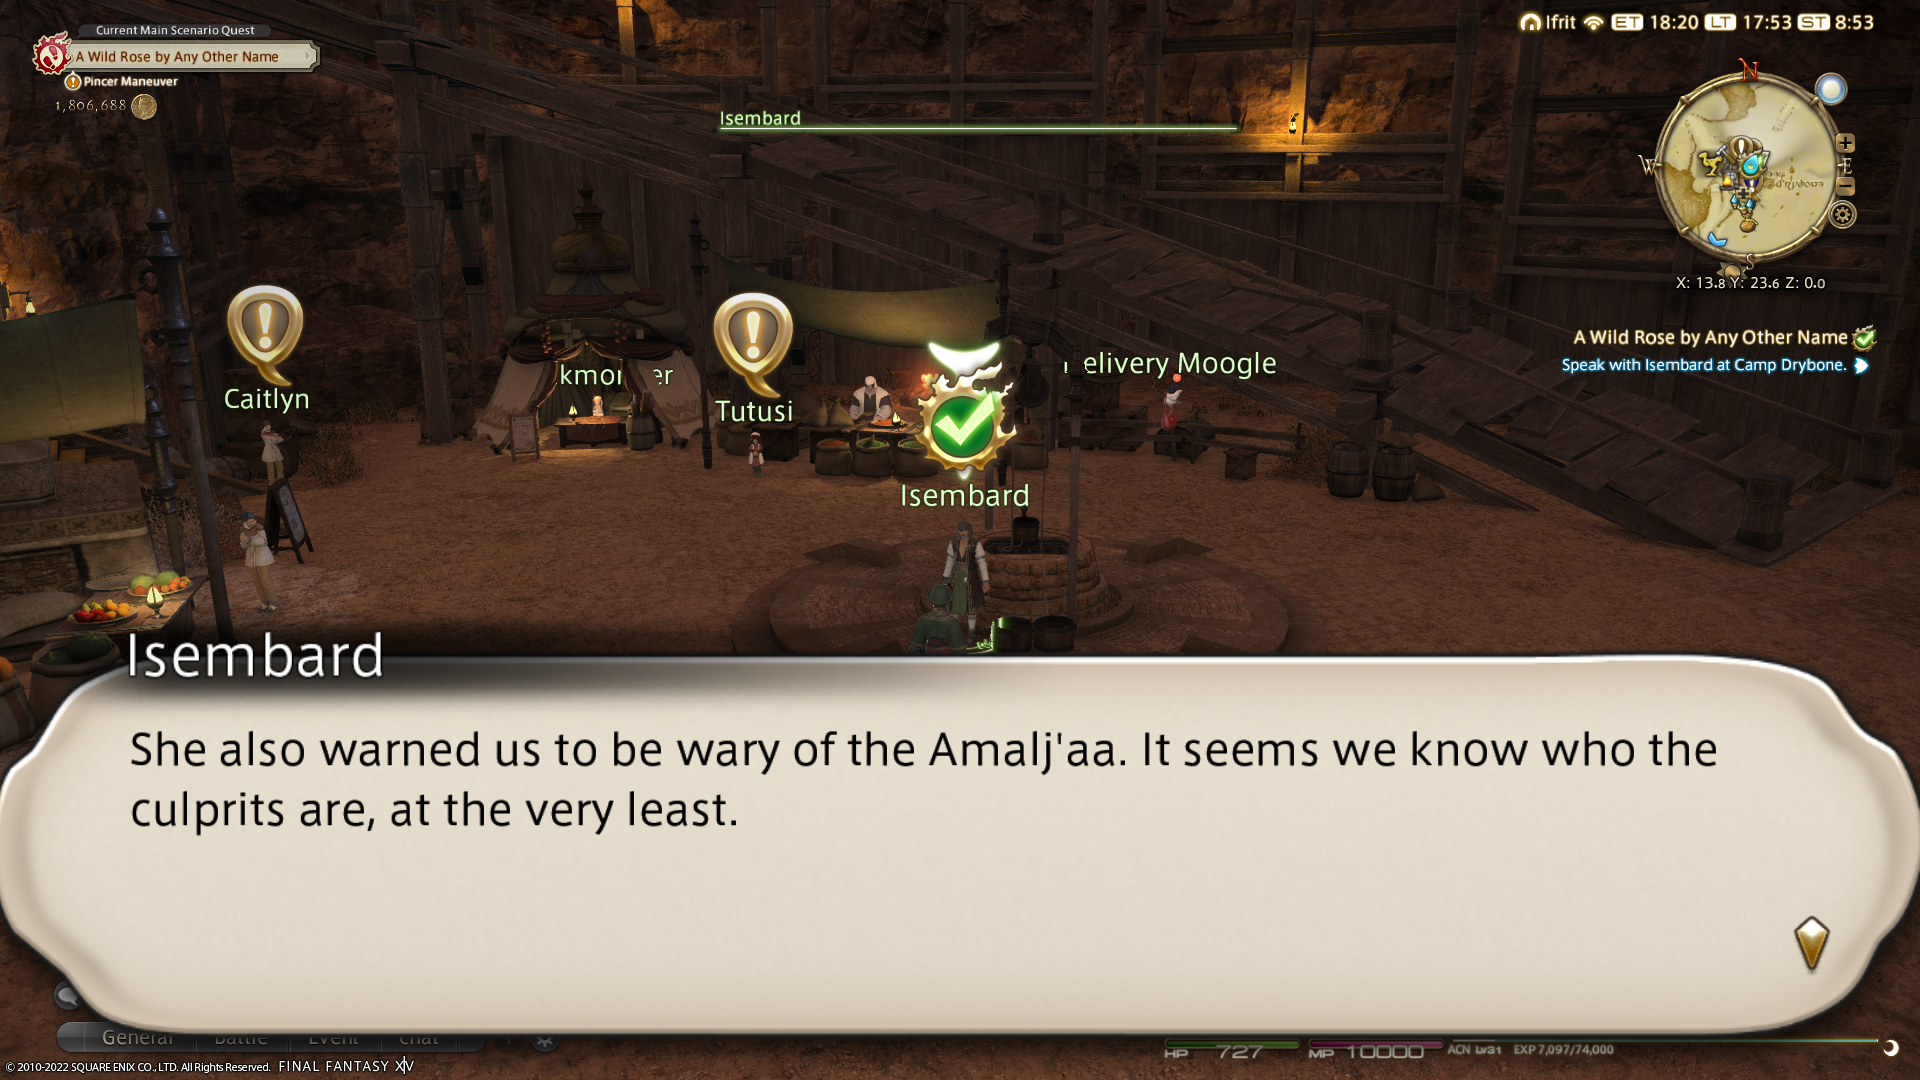 Current Main Scenario Quest
A Wild Rose by Any Other Name
Pincer Maneuver
1,806,688
Isembard
Ifrit ET 18:20 LT 17:53 ST 8:53
N
W
E
S
X: 13.8 Y: 23.6 Z: 0.0
A Wild Rose by Any Other Name
Speak with Isembard at Camp Drybone.
Caitlyn
Tutusi
elivery Moogle
Isembard
Isembard
She also warned us to be wary of the Amalj'aa. It seems we know who the
culprits are, at the very least.
General Battle Event Chat
HP 727 MP 10000 ACN Lv31 EXP 7,097/74,000
© 2010-2022 SQUARE ENIX CO., LTD. All Rights Reserved. FINAL FANTASY XIV